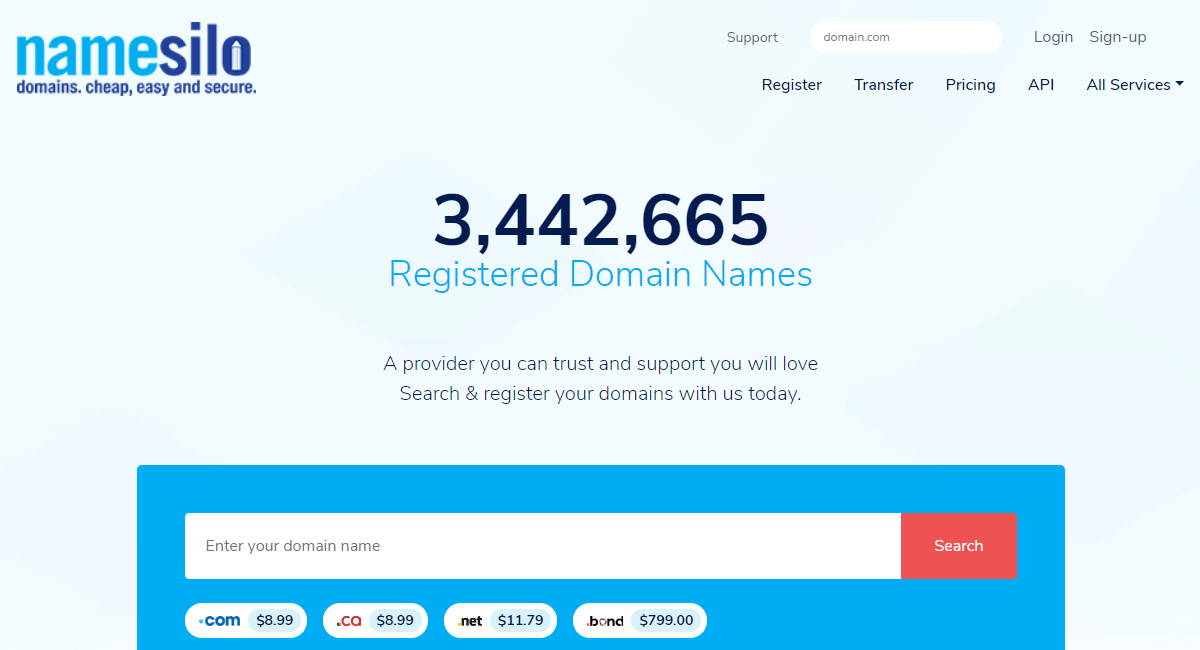 namesilo
domains. cheap, easy and secure.
Support
domain.com
Login
Sign-up
Register
Transfer
Pricing
API
All Services
3,442,665
Registered Domain Names
A provider you can trust and support you will love
Search & register your domains with us today.
Enter your domain name
Search
.com $8.99
.ca $8.99
.net $11.79
.bond $799.00